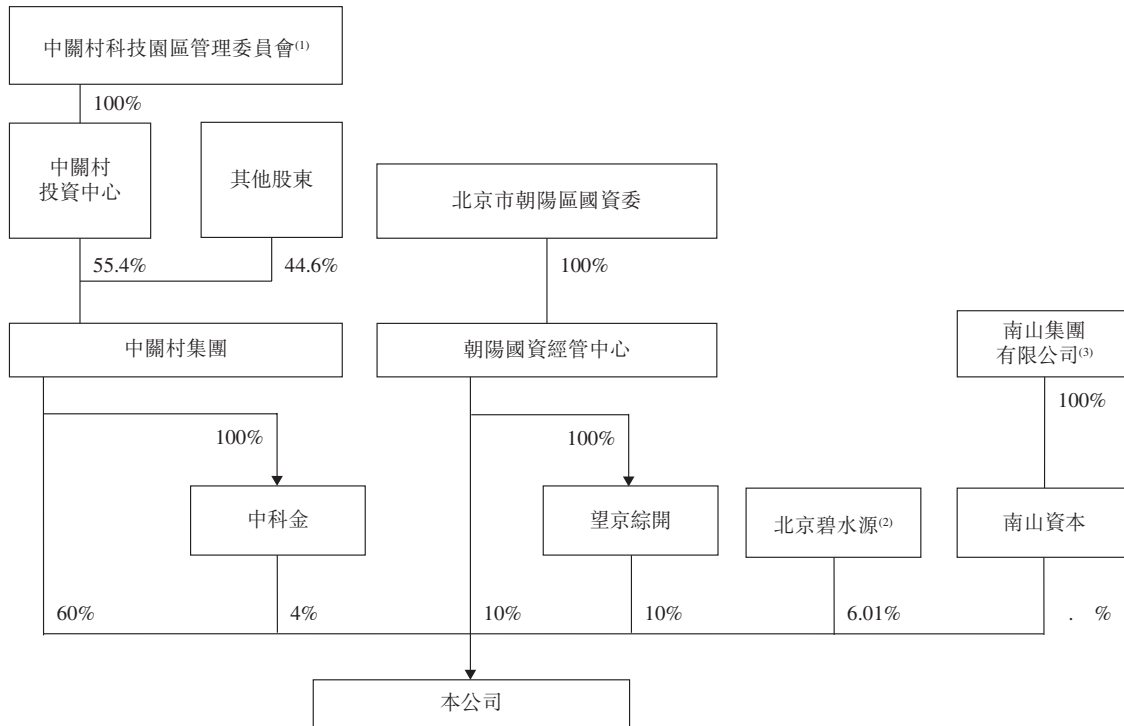 中關村科技園區管理委員會(1)
100%
中關村
投資中心
其他股東
北京市朝陽區國資委
55.4%
44.6%
100%
中關村集團
朝陽國資經管中心
南山集團
有限公司(3)
100%
100%
100%
中科金
望京綜開
北京碧水源(2)
南山資本
60%
4%
10%
10%
6.01%
. %
本公司